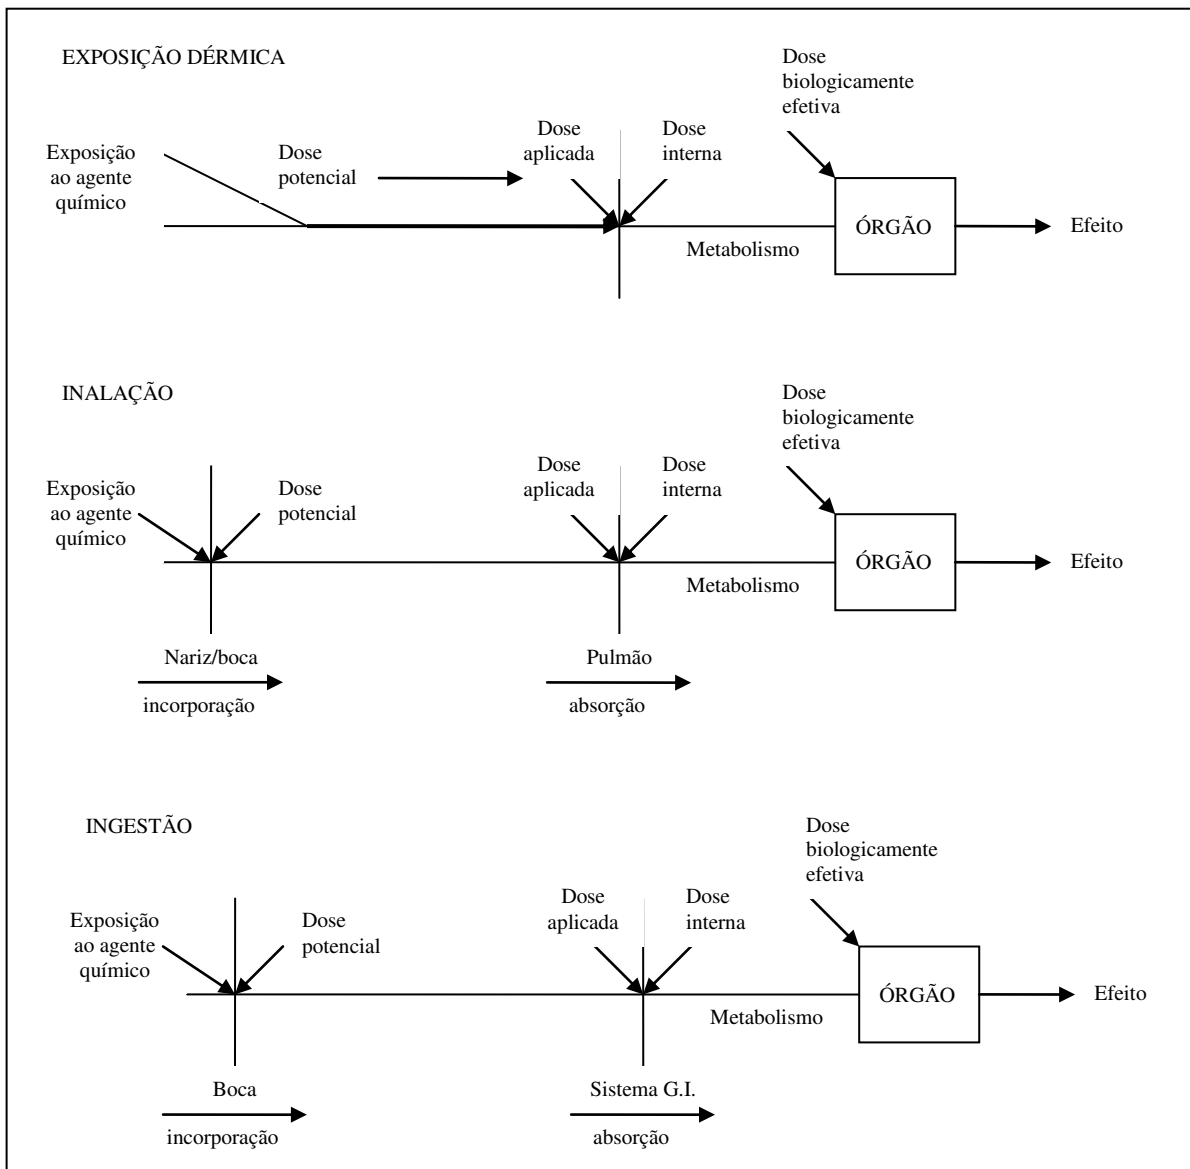 EXPOSIÇÃO DÉRMICA
Exposição
ao agente
químico
Dose
potencial
Dose
aplicada
Dose
interna
Dose
biologicamente
efetiva
Metabolismo
ÓRGÃO
Efeito
INALAÇÃO
Exposição
ao agente
químico
Dose
potencial
Dose
aplicada
Dose
interna
Dose
biologicamente
efetiva
Metabolismo
ÓRGÃO
Efeito
Nariz/boca
incorporação
Pulmão
absorção
INGESTÃO
Exposição
ao agente
químico
Dose
potencial
Dose
aplicada
Dose
interna
Dose
biologicamente
efetiva
Metabolismo
ÓRGÃO
Efeito
Boca
incorporação
Sistema G.I.
absorção